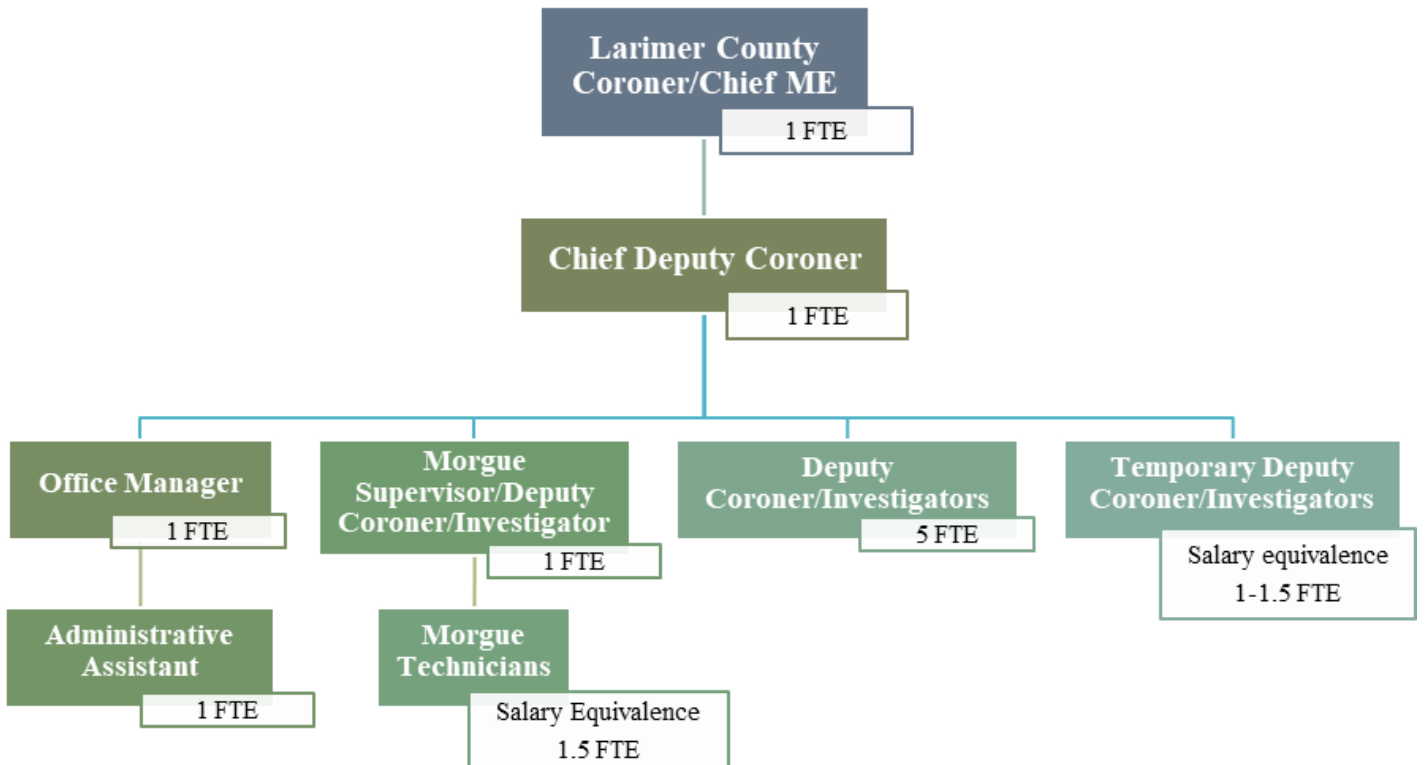 Larimer County
Coroner/Chief ME
1 FTE
Chief Deputy Coroner
1 FTE
Office Manager
1 FTE
Morgue
Supervisor/Deputy
Coroner/Investigator
1 FTE
Deputy
Coroner/Investigators
5 FTE
Temporary Deputy
Coroner/Investigators
Salary equivalence
1-1.5 FTE
Administrative
Assistant
1 FTE
Morgue
Technicians
Salary Equivalence
1.5 FTE